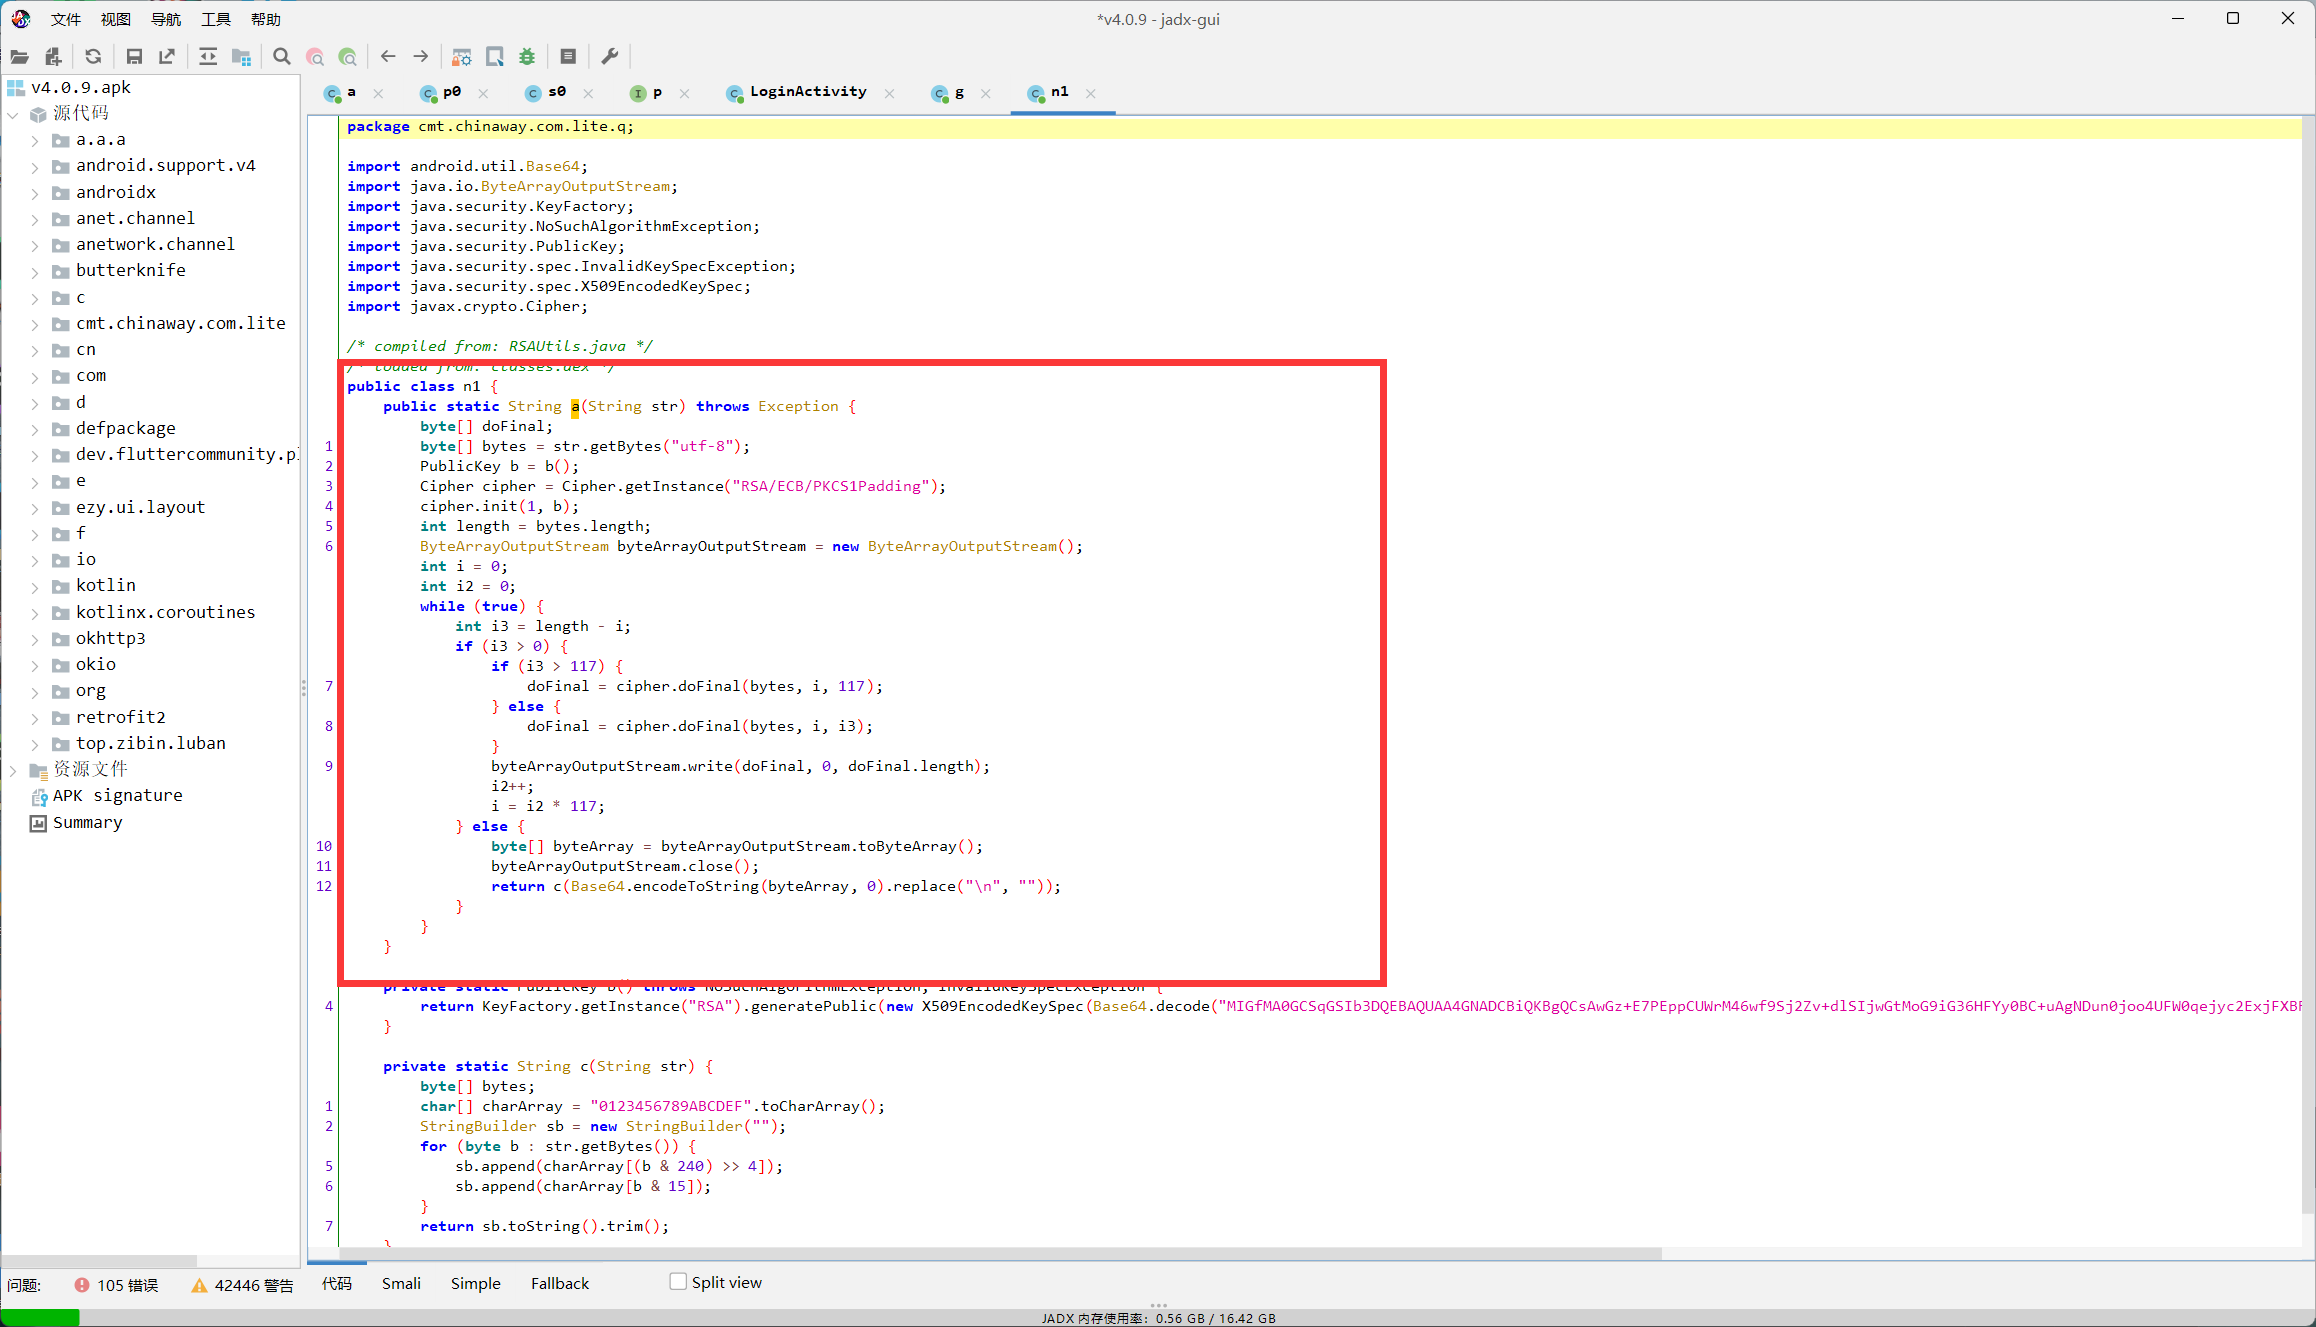 文件 视图 导航 工具 帮助
*v4.0.9 - jadx-gui
a p0 s0 p LoginActivity g n1
v4.0.9.apk
源代码
a.a.a
android.support.v4
androidx
anet.channel
anetwork.channel
butterknife
c
cmt.chinaway.com.lite
cn
com
d
defpackage
dev.fluttercommunity.pl
e
ezy.ui.layout
f
io
kotlin
kotlinx.coroutines
okhttp3
okio
org
retrofit2
top.zibin.luban
资源文件
APK signature
Summary
package cmt.chinaway.com.lite.q;
import android.util.Base64;
import java.io.ByteArrayOutputStream;
import java.security.KeyFactory;
import java.security.NoSuchAlgorithmException;
import java.security.PublicKey;
import java.security.spec.InvalidKeySpecException;
import java.security.spec.X509EncodedKeySpec;
import javax.crypto.Cipher;
/* compiled from: RSAUtils.java */
/* loaded from: classes.dex */
public class n1 {
public static String a(String str) throws Exception {
byte[] doFinal;
1 byte[] bytes = str.getBytes("utf-8");
2 PublicKey b = b();
3 Cipher cipher = Cipher.getInstance("RSA/ECB/PKCS1Padding");
4 cipher.init(1, b);
5 int length = bytes.length;
6 ByteArrayOutputStream byteArrayOutputStream = new ByteArrayOutputStream();
int i = 0;
int i2 = 0;
while (true) {
int i3 = length - i;
if (i3 > 0) {
if (i3 > 117) {
7 doFinal = cipher.doFinal(bytes, i, 117);
} else {
8 doFinal = cipher.doFinal(bytes, i, i3);
}
9 byteArrayOutputStream.write(doFinal, 0, doFinal.length);
i2++;
i = i2 * 117;
} else {
10 byte[] byteArray = byteArrayOutputStream.toByteArray();
11 byteArrayOutputStream.close();
12 return c(Base64.encodeToString(byteArray, 0).replace("\n", ""));
}
}
}
private static PublicKey b() throws NoSuchAlgorithmException, InvalidKeySpecException {
4 return KeyFactory.getInstance("RSA").generatePublic(new X509EncodedKeySpec(Base64.decode("MIGfMA0GCSqGSIb3DQEBAQUAA4GNADCBiQKBgQCsAwGz+E7PEppCUWrM46wf9Sj2Zv+dlSIjwGtMoG9iG36HFYy0BC+uAgNDun0joo4UFW0qejyc2ExjFXBF
}
private static String c(String str) {
byte[] bytes;
1 char[] charArray = "0123456789ABCDEF".toCharArray();
2 StringBuilder sb = new StringBuilder("");
for (byte b : str.getBytes()) {
5 sb.append(charArray[(b & 240) >> 4]);
6 sb.append(charArray[b & 15]);
}
7 return sb.toString().trim();
}
问题: 105 错误 42446 警告 代码 Smali Simple Fallback Split view
JADX 内存使用率: 0.56 GB / 16.42 GB